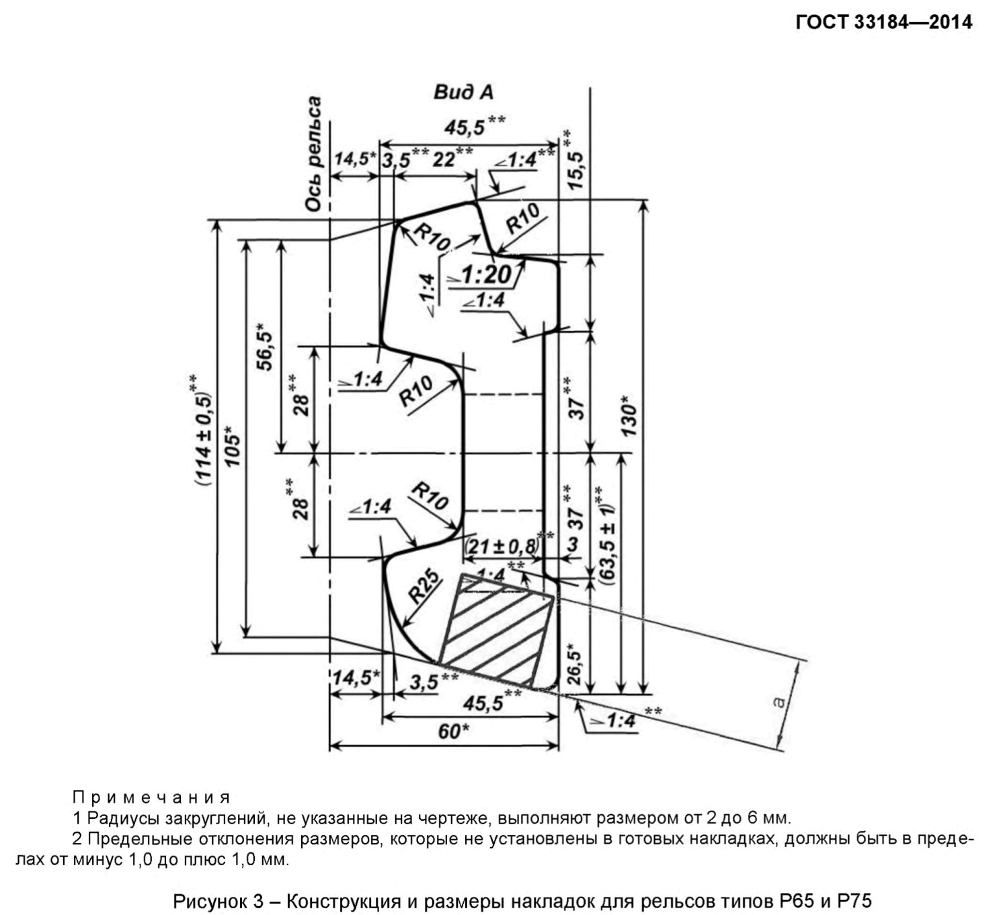 ГОСТ 33184—2014
Вид А
Ось рельса
45,5**
14,5* 3,5** 22** <1:4**
15,5**
R10
R10
<1:4
>1:20
<1:4
(114 ± 0,5)**
105*
56,5*
28**
>1:4
R10
37**
130*
28**
<1:4
R10
(21 ± 0,8)**
3
37**
(63,5 ± 1)**
1:4**
R25
26,5*
14,5* 3,5**
45,5**
60*
>1:4**
a
Примечания
1 Радиусы закруглений, не указанные на чертеже, выполняют размером от 2 до 6 мм.
2 Предельные отклонения размеров, которые не установлены в готовых накладках, должны быть в преде-
лах от минус 1,0 до плюс 1,0 мм.
Рисунок 3 – Конструкция и размеры накладок для рельсов типов Р65 и Р75